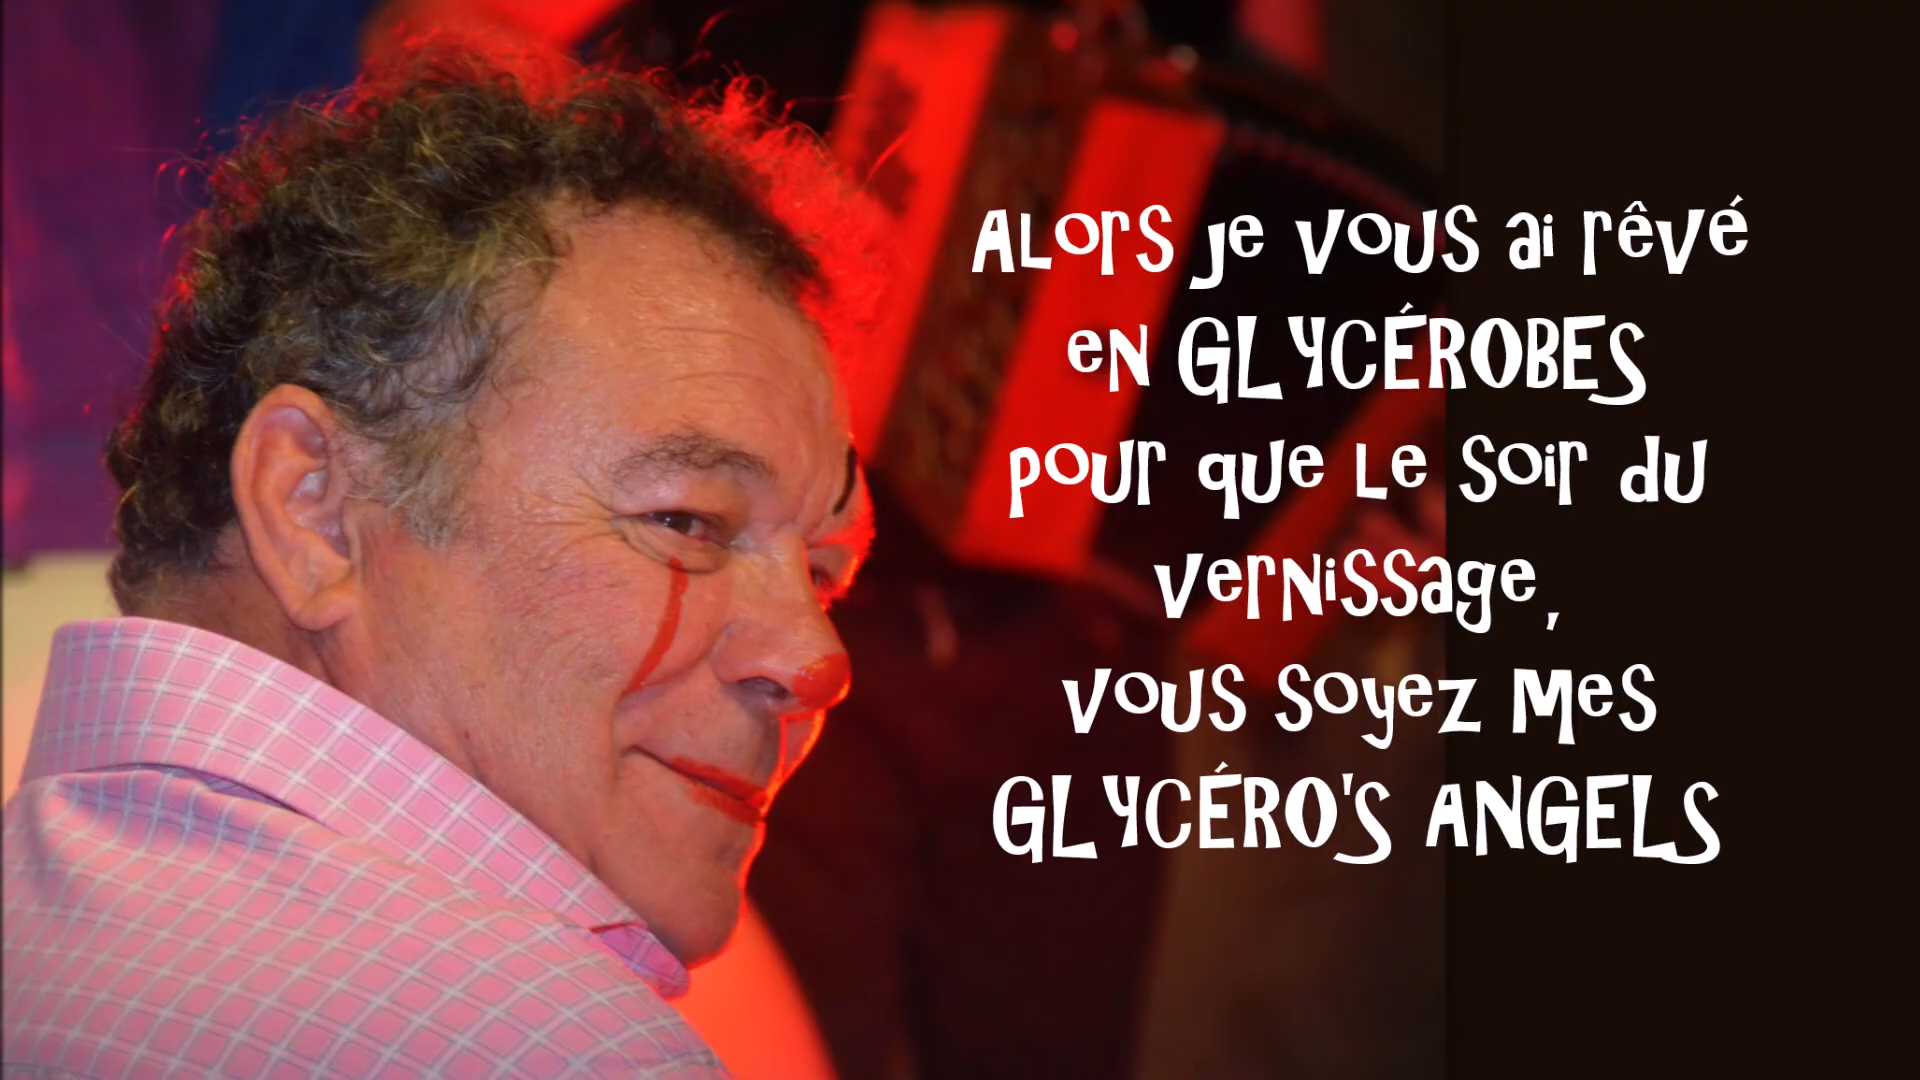 Alors je vous ai rêvé
en GLYCÉROBES
pour que le soir du
vernissage,
vous soyez mes
GLYCÉRO'S ANGELS